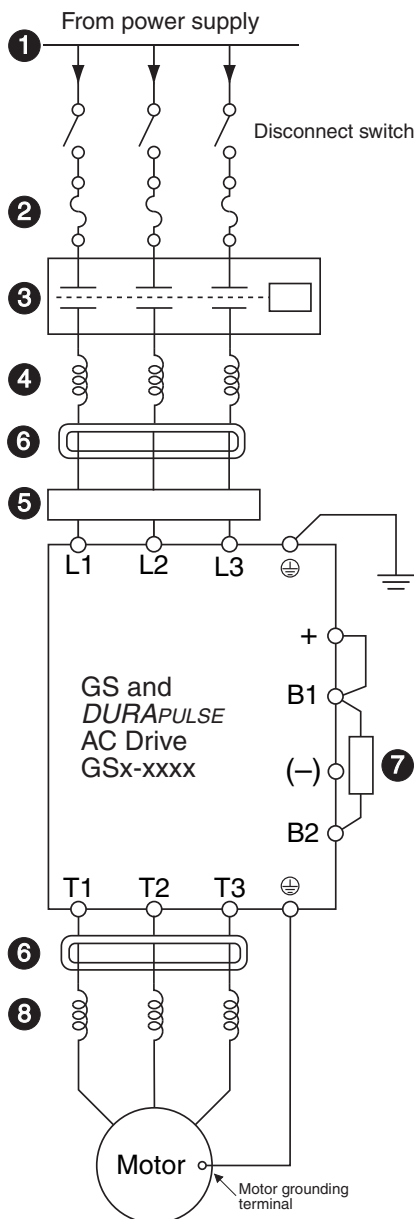 From power supply
1
Disconnect switch
2
3
4
6
5
L1 L2 L3
+
GS and
DURAPULSE
AC Drive
GSx-xxxx
B1
7
(–)
B2
T1 T2 T3
6
8
Motor
Motor grounding
terminal